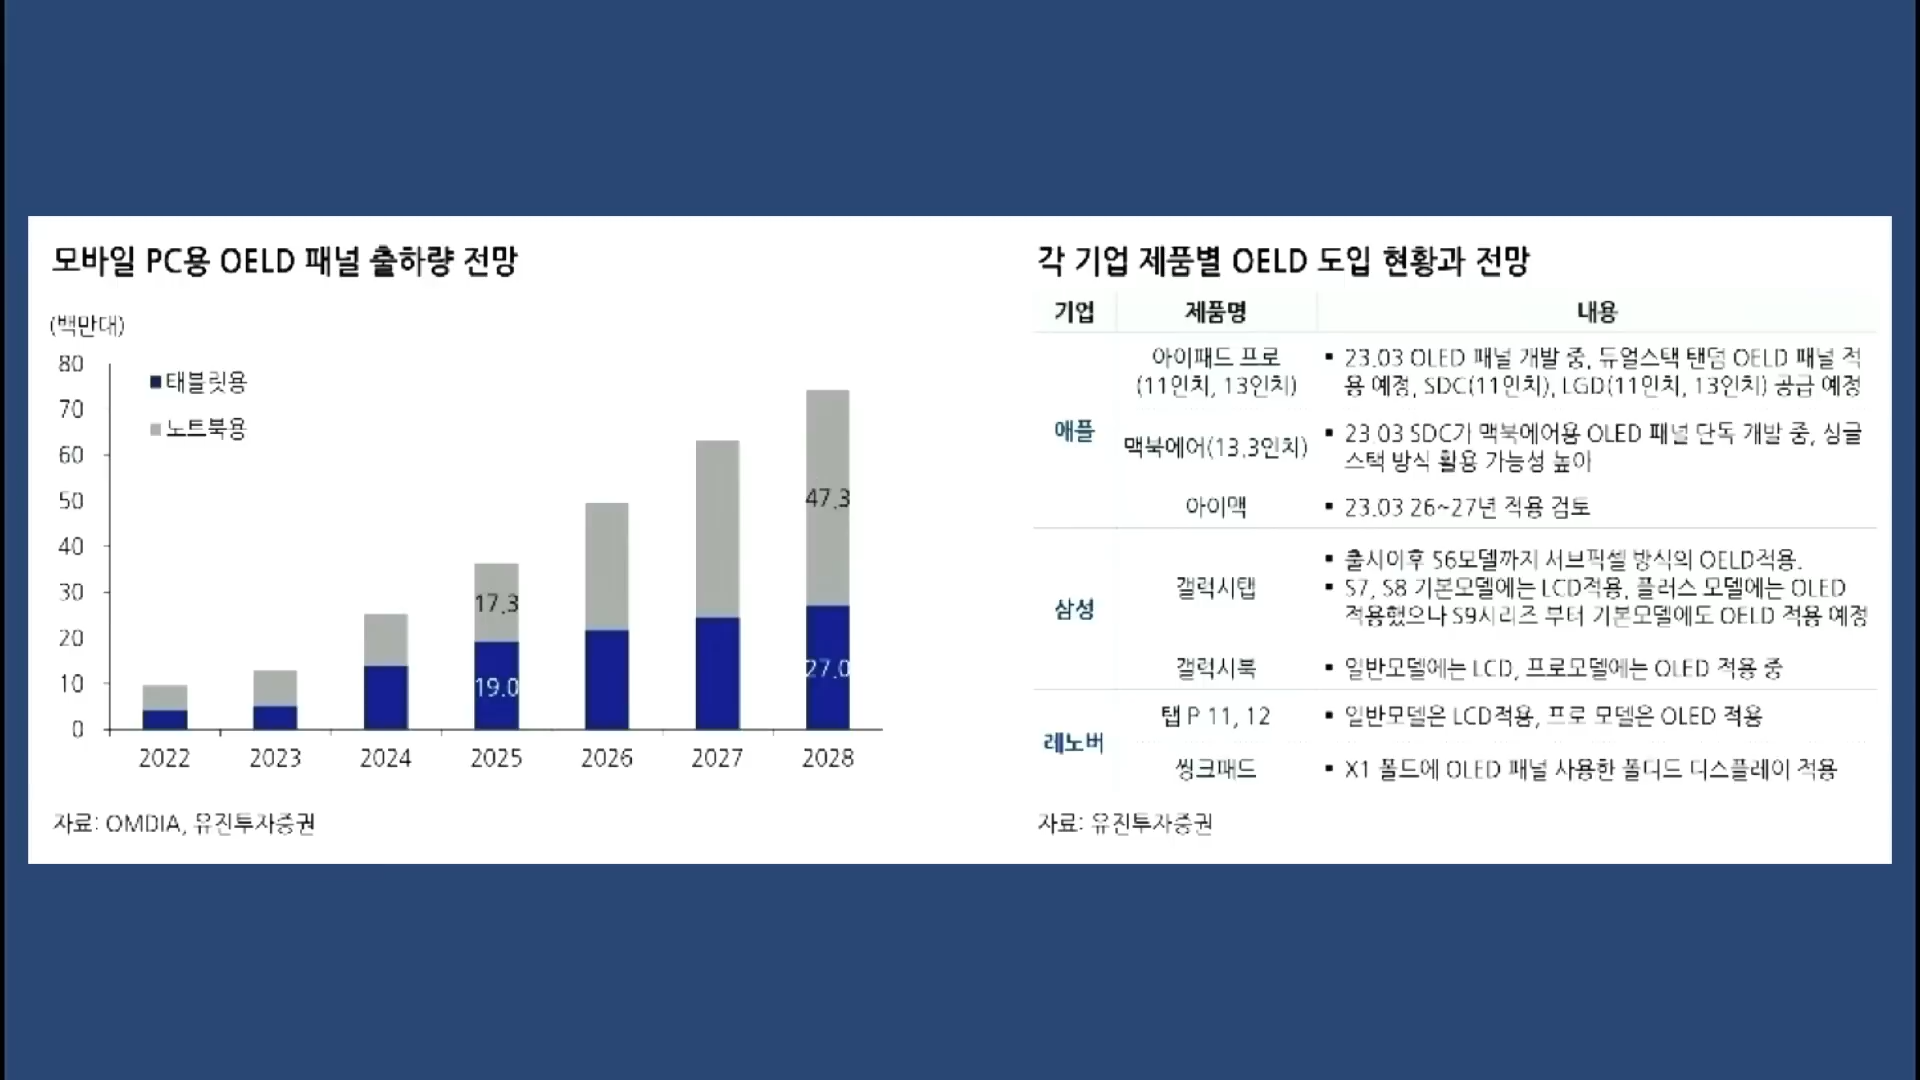 모바일 PC용 OELD 패널 출하량 전망
(백만대)
80
70
60
50
40
30
20
10
0
태블릿용
노트북용
17.3
19.0
47.3
27.0
2022 2023 2024 2025 2026 2027 2028
자료: OMDIA, 유진투자증권
각 기업 제품별 OELD 도입 현황과 전망
기업 제품명 내용
애플
아이패드 프로
(11인치, 13인치)
▪ 23.03 OLED 패널 개발 중, 듀얼스택 탠덤 OELD 패널 적
용 예정, SDC(11인치), LGD(11인치, 13인치) 공급 예정
맥북에어(13.3인치)
▪ 23.03 SDC가 맥북에어용 OLED 패널 단독 개발 중, 싱글
스택 방식 활용 가능성 높아
아이맥
▪ 23.03 26~27년 적용 검토
삼성
갤럭시탭
▪ 출시이후 S6모델까지 서브픽셀 방식의 OELD적용.
▪ S7, S8 기본모델에는 LCD적용, 플러스 모델에는 OLED
적용했으나 S9시리즈 부터 기본모델에도 OELD 적용 예정
갤럭시북
▪ 일반모델에는 LCD, 프로모델에는 OLED 적용 중
레노버
탭 P 11, 12
▪ 일반모델은 LCD적용, 프로 모델은 OLED 적용
씽크패드
▪ X1 폴드에 OLED 패널 사용한 폴디드 디스플레이 적용
자료: 유진투자증권